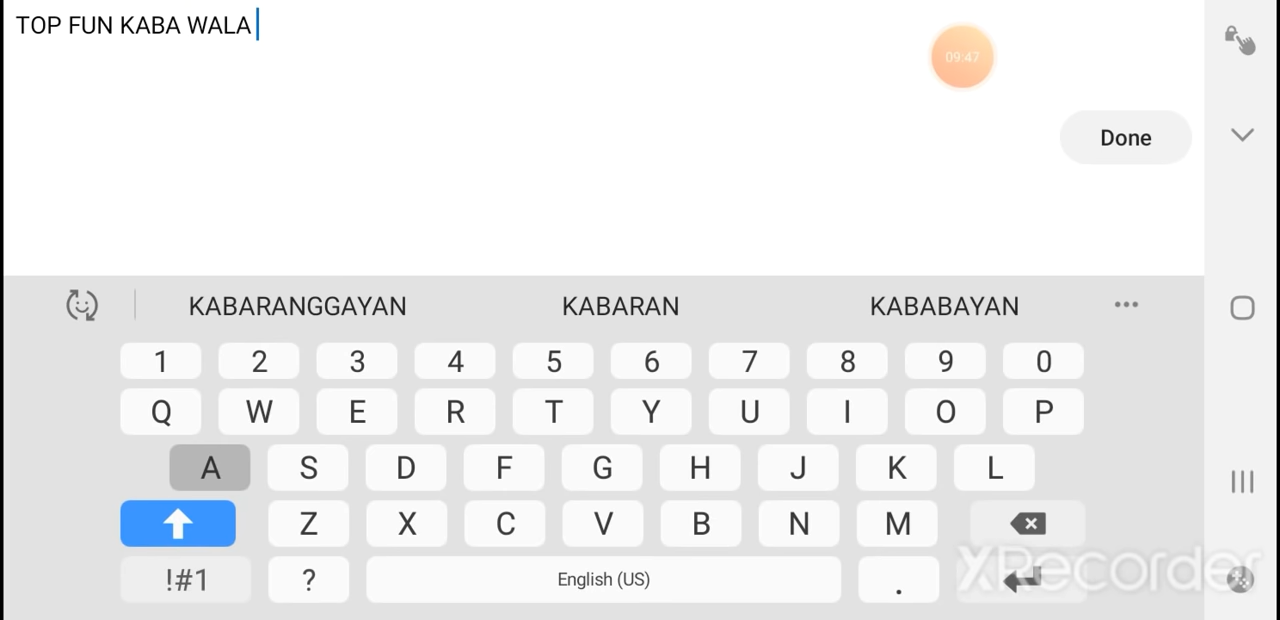 TOP FUN KABA WALA
09:47
Done
KABARANGGAYAN KABARAN KABABAYAN •••
1 2 3 4 5 6 7 8 9 0
Q W E R T Y U I O P
A S D F G H J K L
Z X C V B N M
!#1 ? English (US) .
XRecorder